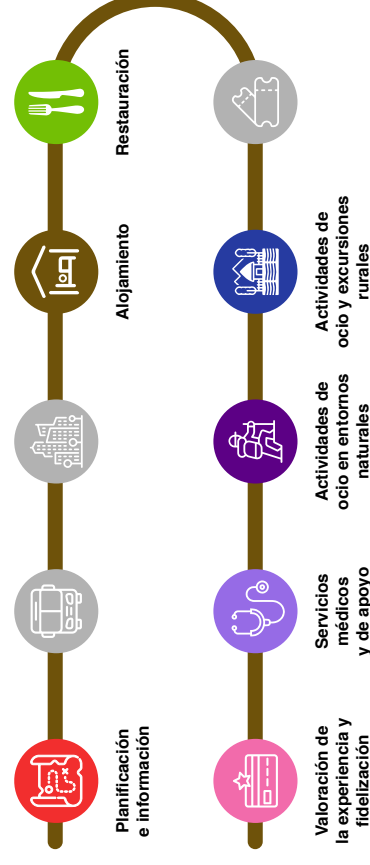 Planificación
e información
Alojamiento
Restauración
Actividades de
ocio y excursiones
rurales
Actividades de
ocio en entornos
naturales
Servicios
médicos
y de apoyo
Valoración de
la experiencia y
fidelización